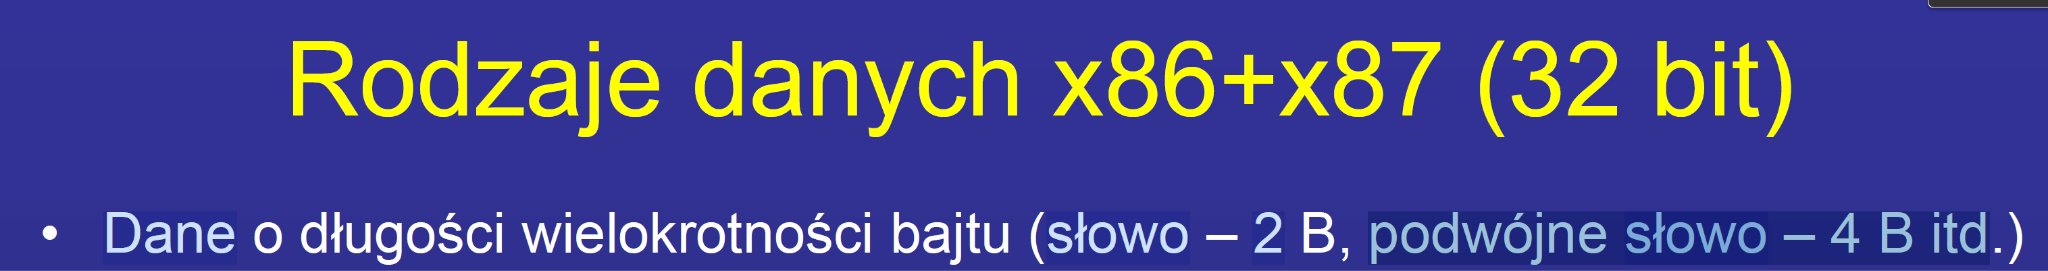 Rodzaje danych x86+x87 (32 bit)
• Dane o długości wielokrotności bajtu (słowo – 2 B, podwójne słowo – 4 B itd.)